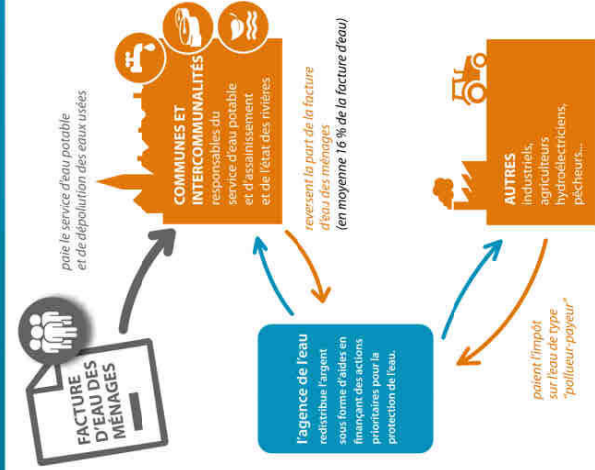 FACTURE
D'EAU DES
MÉNAGES
paie le service d'eau potable
et de dépollution des eaux usées
COMMUNES ET
INTERCOMMUNALITÉS
responsables du
service d'eau potable
et d'assainissement
et de l'état des rivières
reversent la part de la facture
d'eau des ménages
(en moyenne 16 % de la facture d'eau)
l'agence de l'eau
redistribue l'argent
sous forme d'aides en
finançant des actions
prioritaires pour la
protection de l'eau.
paient l'impôt
sur l'eau de type
"pollueur-payeur"
AUTRES
industriels,
agriculteurs
hydroélectriciens,
pêcheurs...